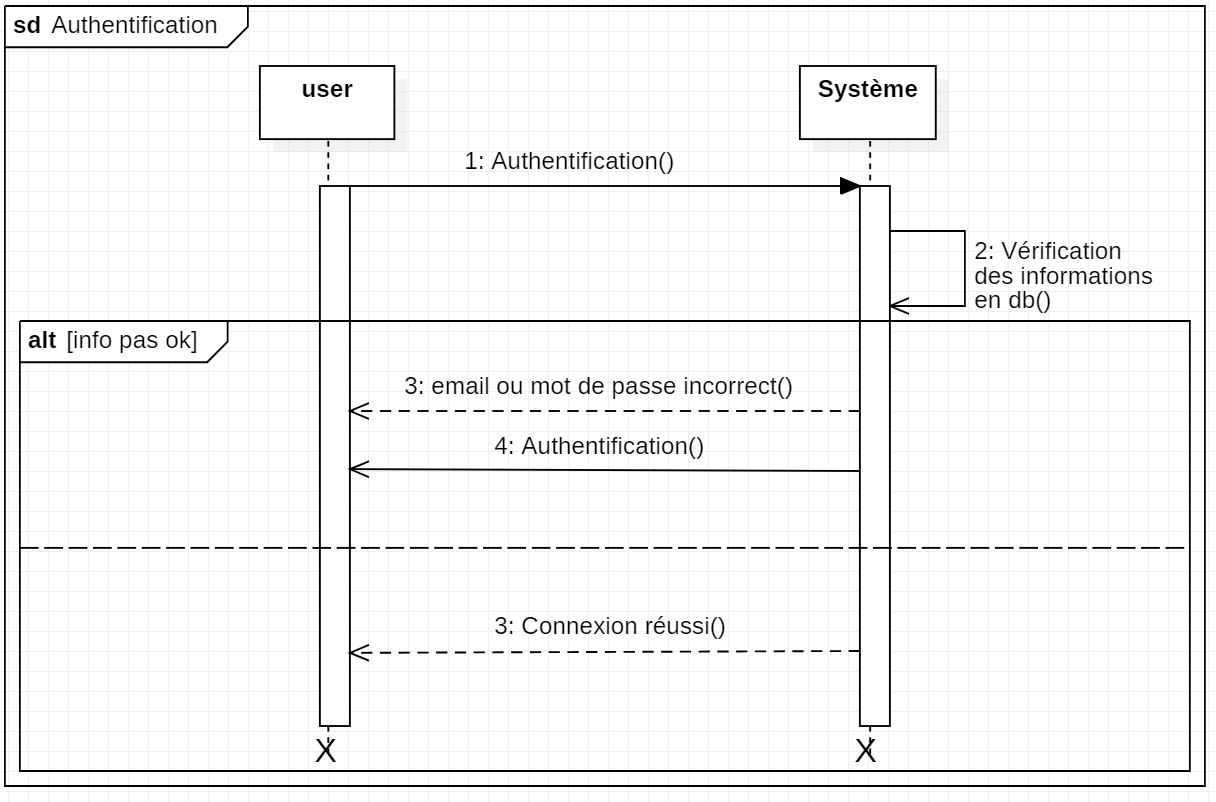 sd Authentification
user
Système
1: Authentification()
2: Vérification
des informations
en db()
alt [info pas ok]
3: email ou mot de passe incorrect()
4: Authentification()
3: Connexion réussi()
X
X